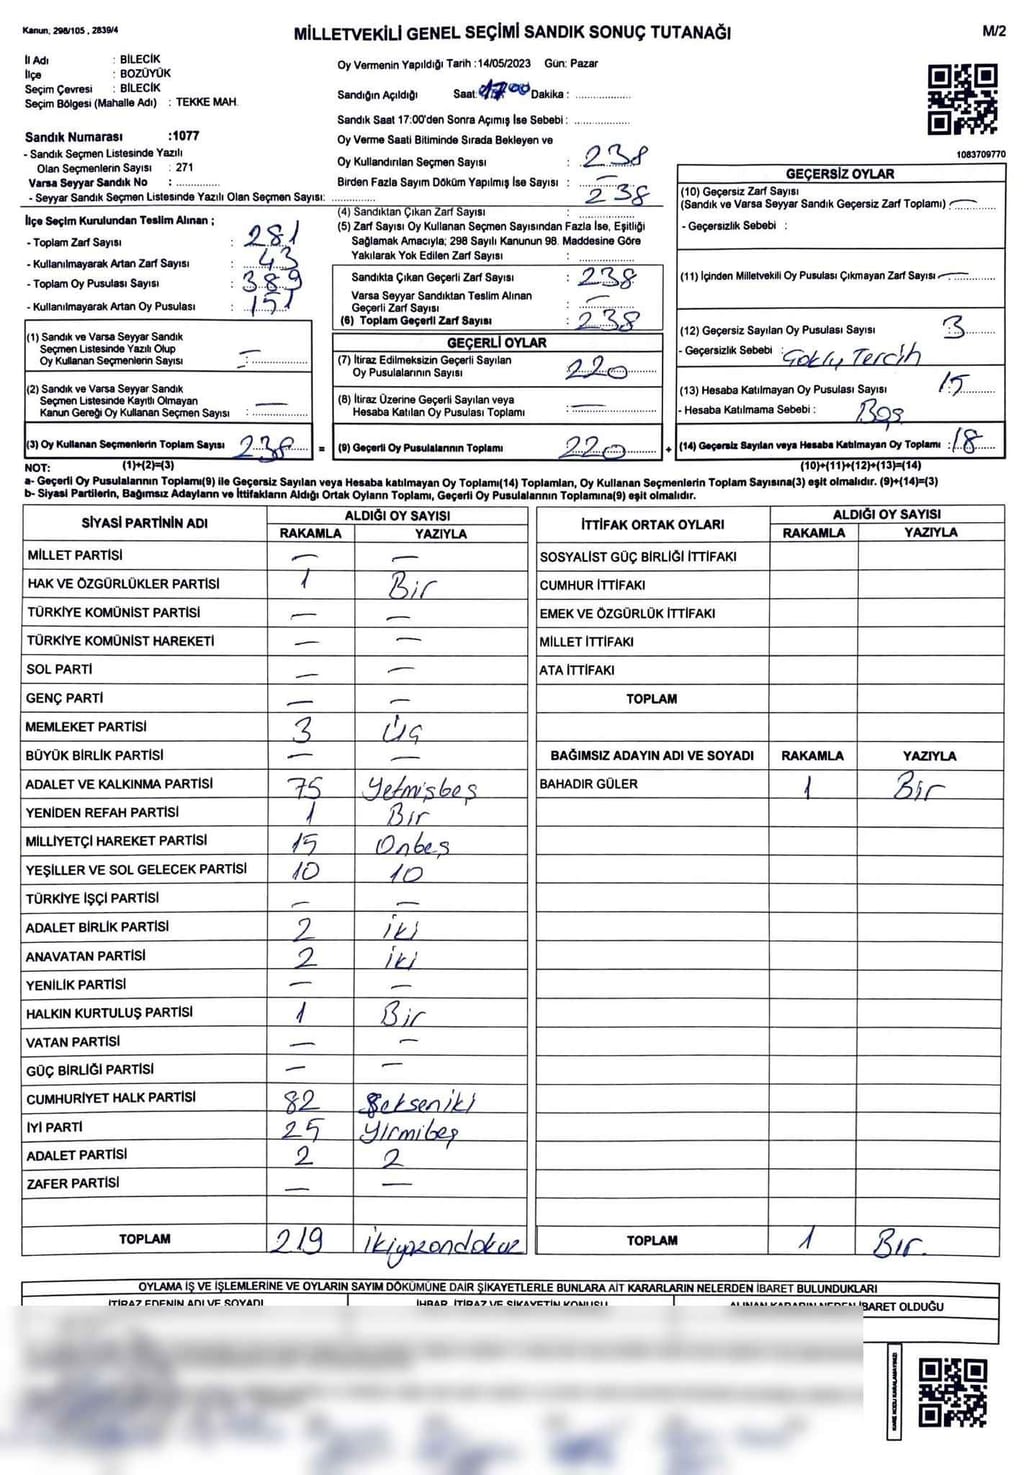 Kanun, 298/105 , 2839/4
MİLLETVEKİLİ GENEL SEÇİMİ SANDIK SONUÇ TUTANAĞI
M/2
İl Adı : BİLECİK
İlçe : BOZÜYÜK
Seçim Çevresi : BİLECİK
Seçim Bölgesi (Mahalle Adı) : TEKKE MAH.
Sandık Numarası :1077
- Sandık Seçmen Listesinde Yazılı
Olan Seçmenlerin Sayısı : 271
Varsa Seyyar Sandık No : ..............
- Seyyar Sandık Seçmen Listesinde Yazılı Olan Seçmen Sayısı: ..............
Oy Vermenin Yapıldığı Tarih :14/05/2023 Gün: Pazar
Sandığın Açıldığı Saat: 17 00 Dakika : ..............
Sandık Saat 17:00'den Sonra Açımış İse Sebebi : ..............
Oy Verme Saati Bitiminde Sırada Bekleyen ve
Oy Kullandırılan Seçmen Sayısı : 238
Birden Fazla Sayım Döküm Yapılmış İse Sayısı : —
1083709770
İlçe Seçim Kurulundan Teslim Alınan ;
- Toplam Zarf Sayısı : 281
- Kullanılmayarak Artan Zarf Sayısı : 43
- Toplam Oy Pusulası Sayısı : 389
- Kullanılmayarak Artan Oy Pusulası : 151
(1) Sandık ve Varsa Seyyar Sandık
Seçmen Listesinde Yazılı Olup
Oy Kullanan Seçmenlerin Sayısı : —
(2) Sandık ve Varsa Seyyar Sandık
Seçmen Listesinde Kayıtlı Olmayan
Kanun Gereği Oy Kullanan Seçmen Sayısı : —
(3) Oy Kullanan Seçmenlerin Toplam Sayısı 238 =
(4) Sandıktan Çıkan Zarf Sayısı : 238
(5) Zarf Sayısı Oy Kullanan Seçmen Sayısından Fazla İse, Eşitliği
Sağlamak Amacıyla; 298 Sayılı Kanunun 98. Maddesine Göre
Yakılarak Yok Edilen Zarf Sayısı : ..............
Sandıkta Çıkan Geçerli Zarf Sayısı : 238
Varsa Seyyar Sandıktan Teslim Alınan
Geçerli Zarf Sayısı : —
(6) Toplam Geçerli Zarf Sayısı : 238
GEÇERLİ OYLAR
(7) İtiraz Edilmeksizin Geçerli Sayılan
Oy Pusulalarının Sayısı : 220
(8) İtiraz Üzerine Geçerli Sayılan veya
Hesaba Katılan Oy Pusulası Toplamı : —
(9) Geçerli Oy Pusulalarının Toplamı : 220 +
GEÇERSİZ OYLAR
(10) Geçersiz Zarf Sayısı
(Sandık ve Varsa Seyyar Sandık Geçersiz Zarf Toplamı) : —
- Geçersizlik Sebebi :
(11) İçinden Milletvekili Oy Pusulası Çıkmayan Zarf Sayısı : —
(12) Geçersiz Sayılan Oy Pusulası Sayısı 3
- Geçersizlik Sebebi : Çoklu Tercih
(13) Hesaba Katılmayan Oy Pusulası Sayısı 15
- Hesaba Katılmama Sebebi : Boş
(14) Geçersiz Sayılan veya Hesaba Katılmayan Oy Toplamı : 18
NOT: (1)+(2)=(3) (10)+(11)+(12)+(13)=(14)
a- Geçerli Oy Pusulalarının Toplamı(9) ile Geçersiz Sayılan veya Hesaba katılmayan Oy Toplamı(14) Toplamları, Oy Kullanan Seçmenlerin Toplam Sayısına(3) eşit olmalıdır. (9)+(14)=(3)
b- Siyasi Partilerin, Bağımsız Adayların ve İttifakların Aldığı Ortak Oyların Toplamı, Geçerli Oy Pusulalarının Toplamına(9) eşit olmalıdır.
SİYASİ PARTİNİN ADI ALDIĞI OY SAYISI
RAKAMLA YAZIYLA
MİLLET PARTİSİ — —
HAK VE ÖZGÜRLÜKLER PARTİSİ 1 Bir
TÜRKİYE KOMÜNİST PARTİSİ — —
TÜRKİYE KOMÜNİST HAREKETİ — —
SOL PARTİ — —
GENÇ PARTİ — —
MEMLEKET PARTİSİ 3 Üç
BÜYÜK BİRLİK PARTİSİ — —
ADALET VE KALKINMA PARTİSİ 75 Yetmişbeş
YENİDEN REFAH PARTİSİ 1 Bir
MİLLİYETÇİ HAREKET PARTİSİ 15 Onbeş
YEŞİLLER VE SOL GELECEK PARTİSİ 10 10
TÜRKİYE İŞÇİ PARTİSİ — —
ADALET BİRLİK PARTİSİ 2 iki
ANAVATAN PARTİSİ 2 iki
YENİLİK PARTİSİ — —
HALKIN KURTULUŞ PARTİSİ 1 Bir
VATAN PARTİSİ — —
GÜÇ BİRLİĞİ PARTİSİ — —
CUMHURİYET HALK PARTİSİ 82 Sekseniki
İYİ PARTİ 25 Yirmibeş
ADALET PARTİSİ 2 2
ZAFER PARTİSİ — —
TOPLAM 219 ikiyüzondokuz
İTTİFAK ORTAK OYLARI ALDIĞI OY SAYISI
RAKAMLA YAZIYLA
SOSYALİST GÜÇ BİRLİĞİ İTTİFAKI
CUMHUR İTTİFAKI
EMEK VE ÖZGÜRLÜK İTTİFAKI
MİLLET İTTİFAKI
ATA İTTİFAKI
TOPLAM
BAĞIMSIZ ADAYIN ADI VE SOYADI RAKAMLA YAZIYLA
BAHADIR GÜLER 1 Bir
TOPLAM 1 Bir.
OYLAMA İŞ VE İŞLEMLERİNE VE OYLARIN SAYIM DÖKÜMÜNE DAİR ŞİKAYETLERLE BUNLARA AİT KARARLARIN NELERDEN İBARET BULUNDUKLARI
İTİRAZ EDENİN ADI VE SOYADI İHBAR, İTİRAZ VE ŞİKAYETİN KONUSU ALINAN KARARIN NEDEN İBARET OLDUĞU
KARE KODU KARALAMAYINIZ!